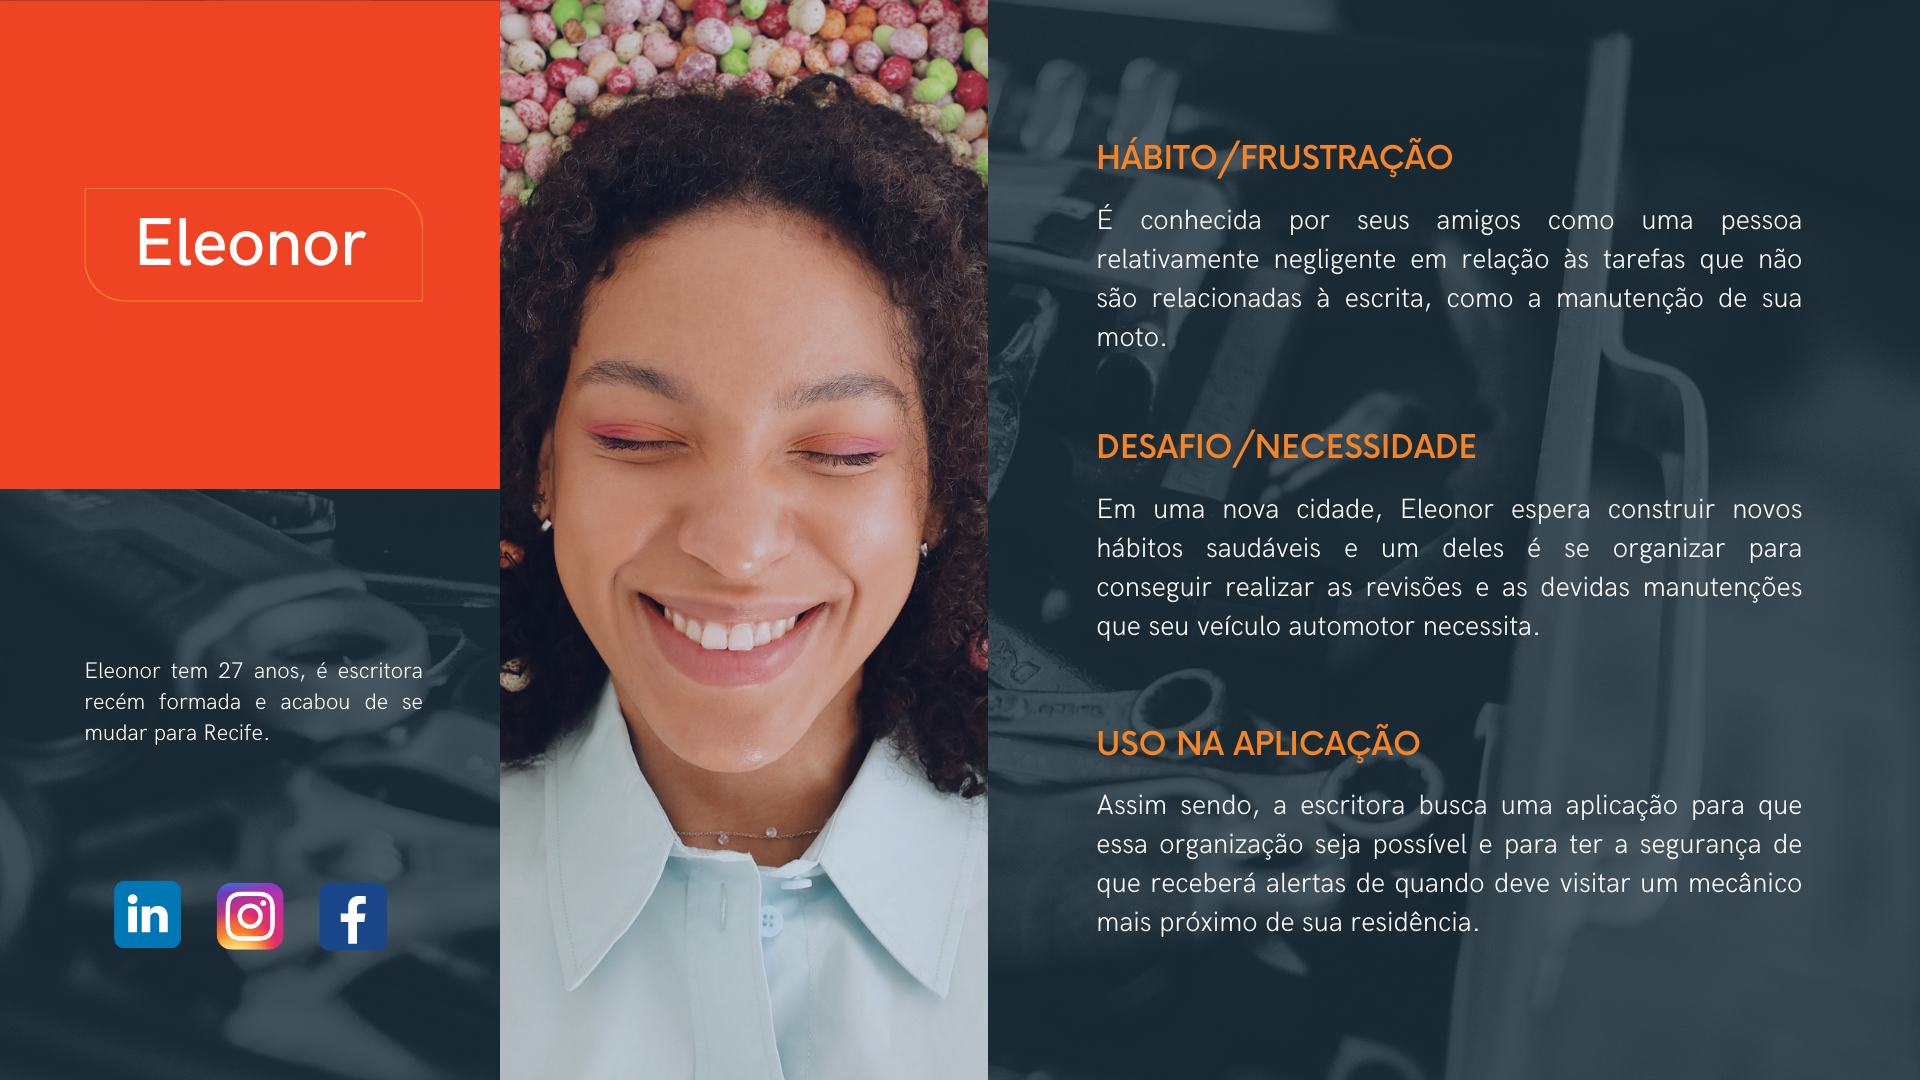 Eleonor
Eleonor tem 27 anos, é escritora
recém formada e acabou de se
mudar para Recife.
in
f
HÁBITO/FRUSTRAÇÃO
É conhecida por seus amigos como uma pessoa
relativamente negligente em relação às tarefas que não
são relacionadas à escrita, como a manutenção de sua
moto.
DESAFIO/NECESSIDADE
Em uma nova cidade, Eleonor espera construir novos
hábitos saudáveis e um deles é se organizar para
conseguir realizar as revisões e as devidas manutenções
que seu veículo automotor necessita.
USO NA APLICAÇÃO
Assim sendo, a escritora busca uma aplicação para que
essa organização seja possível e para ter a segurança de
que receberá alertas de quando deve visitar um mecânico
mais próximo de sua residência.